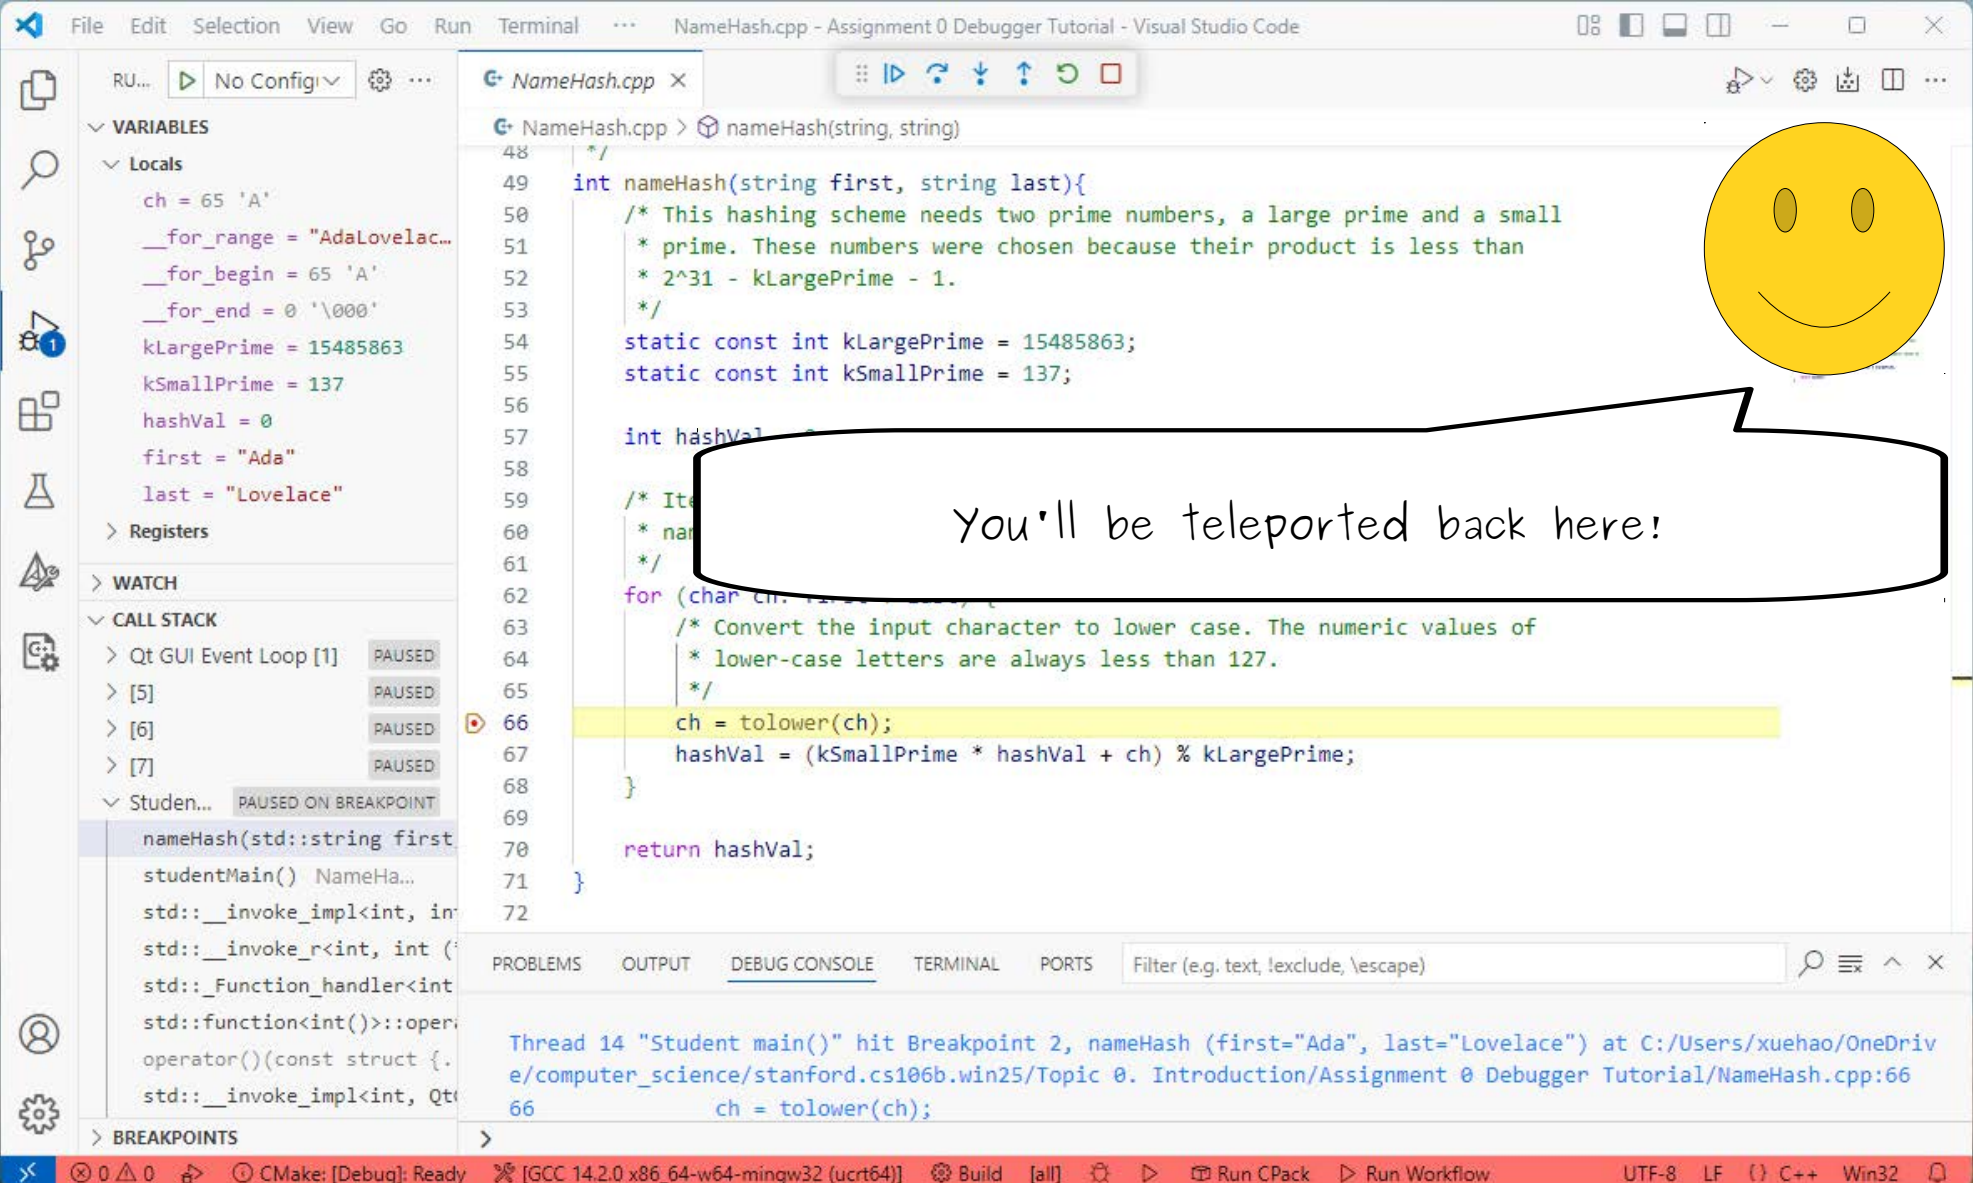 File Edit Selection View Go Run Terminal ··· NameHash.cpp - Assignment 0 Debugger Tutorial - Visual Studio Code
RU... No Config
VARIABLES
Locals
ch = 65 'A'
__for_range = "AdaLovelac…
__for_begin = 65 'A'
__for_end = 0 '\000'
kLargePrime = 15485863
kSmallPrime = 137
hashVal = 0
first = "Ada"
last = "Lovelace"
Registers
WATCH
CALL STACK
Qt GUI Event Loop [1] PAUSED
[5] PAUSED
[6] PAUSED
[7] PAUSED
Studen... PAUSED ON BREAKPOINT
nameHash(std::string first
studentMain() NameHa...
std::__invoke_impl<int, in
std::__invoke_r<int, int (
std::_Function_handler<int
std::function<int()>::oper
operator()(const struct {.
std::__invoke_impl<int, Qt
BREAKPOINTS
1
NameHash.cpp
NameHash.cpp > nameHash(string, string)
48 */
49 int nameHash(string first, string last){
50 /* This hashing scheme needs two prime numbers, a large prime and a small
51 * prime. These numbers were chosen because their product is less than
52 * 2^31 - kLargePrime - 1.
53 */
54 static const int kLargePrime = 15485863;
55 static const int kSmallPrime = 137;
56
57 int hashVal
58
59 /* Ite
60 * na
61 */
62 for (char ch:
63 /* Convert the input character to lower case. The numeric values of
64 * lower-case letters are always less than 127.
65 */
66 ch = tolower(ch);
67 hashVal = (kSmallPrime * hashVal + ch) % kLargePrime;
68 }
69
70 return hashVal;
71 }
72
You'll be teleported back here!
PROBLEMS OUTPUT DEBUG CONSOLE TERMINAL PORTS Filter (e.g. text, !exclude, \escape)
Thread 14 "Student main()" hit Breakpoint 2, nameHash (first="Ada", last="Lovelace") at C:/Users/xuehao/OneDriv
e/computer_science/stanford.cs106b.win25/Topic 0. Introduction/Assignment 0 Debugger Tutorial/NameHash.cpp:66
66 ch = tolower(ch);
>
0 0 CMake: [Debug]: Ready [GCC 14.2.0 x86_64-w64-mingw32 (ucrt64)] Build [all] Run CPack Run Workflow UTF-8 LF {} C++ Win32